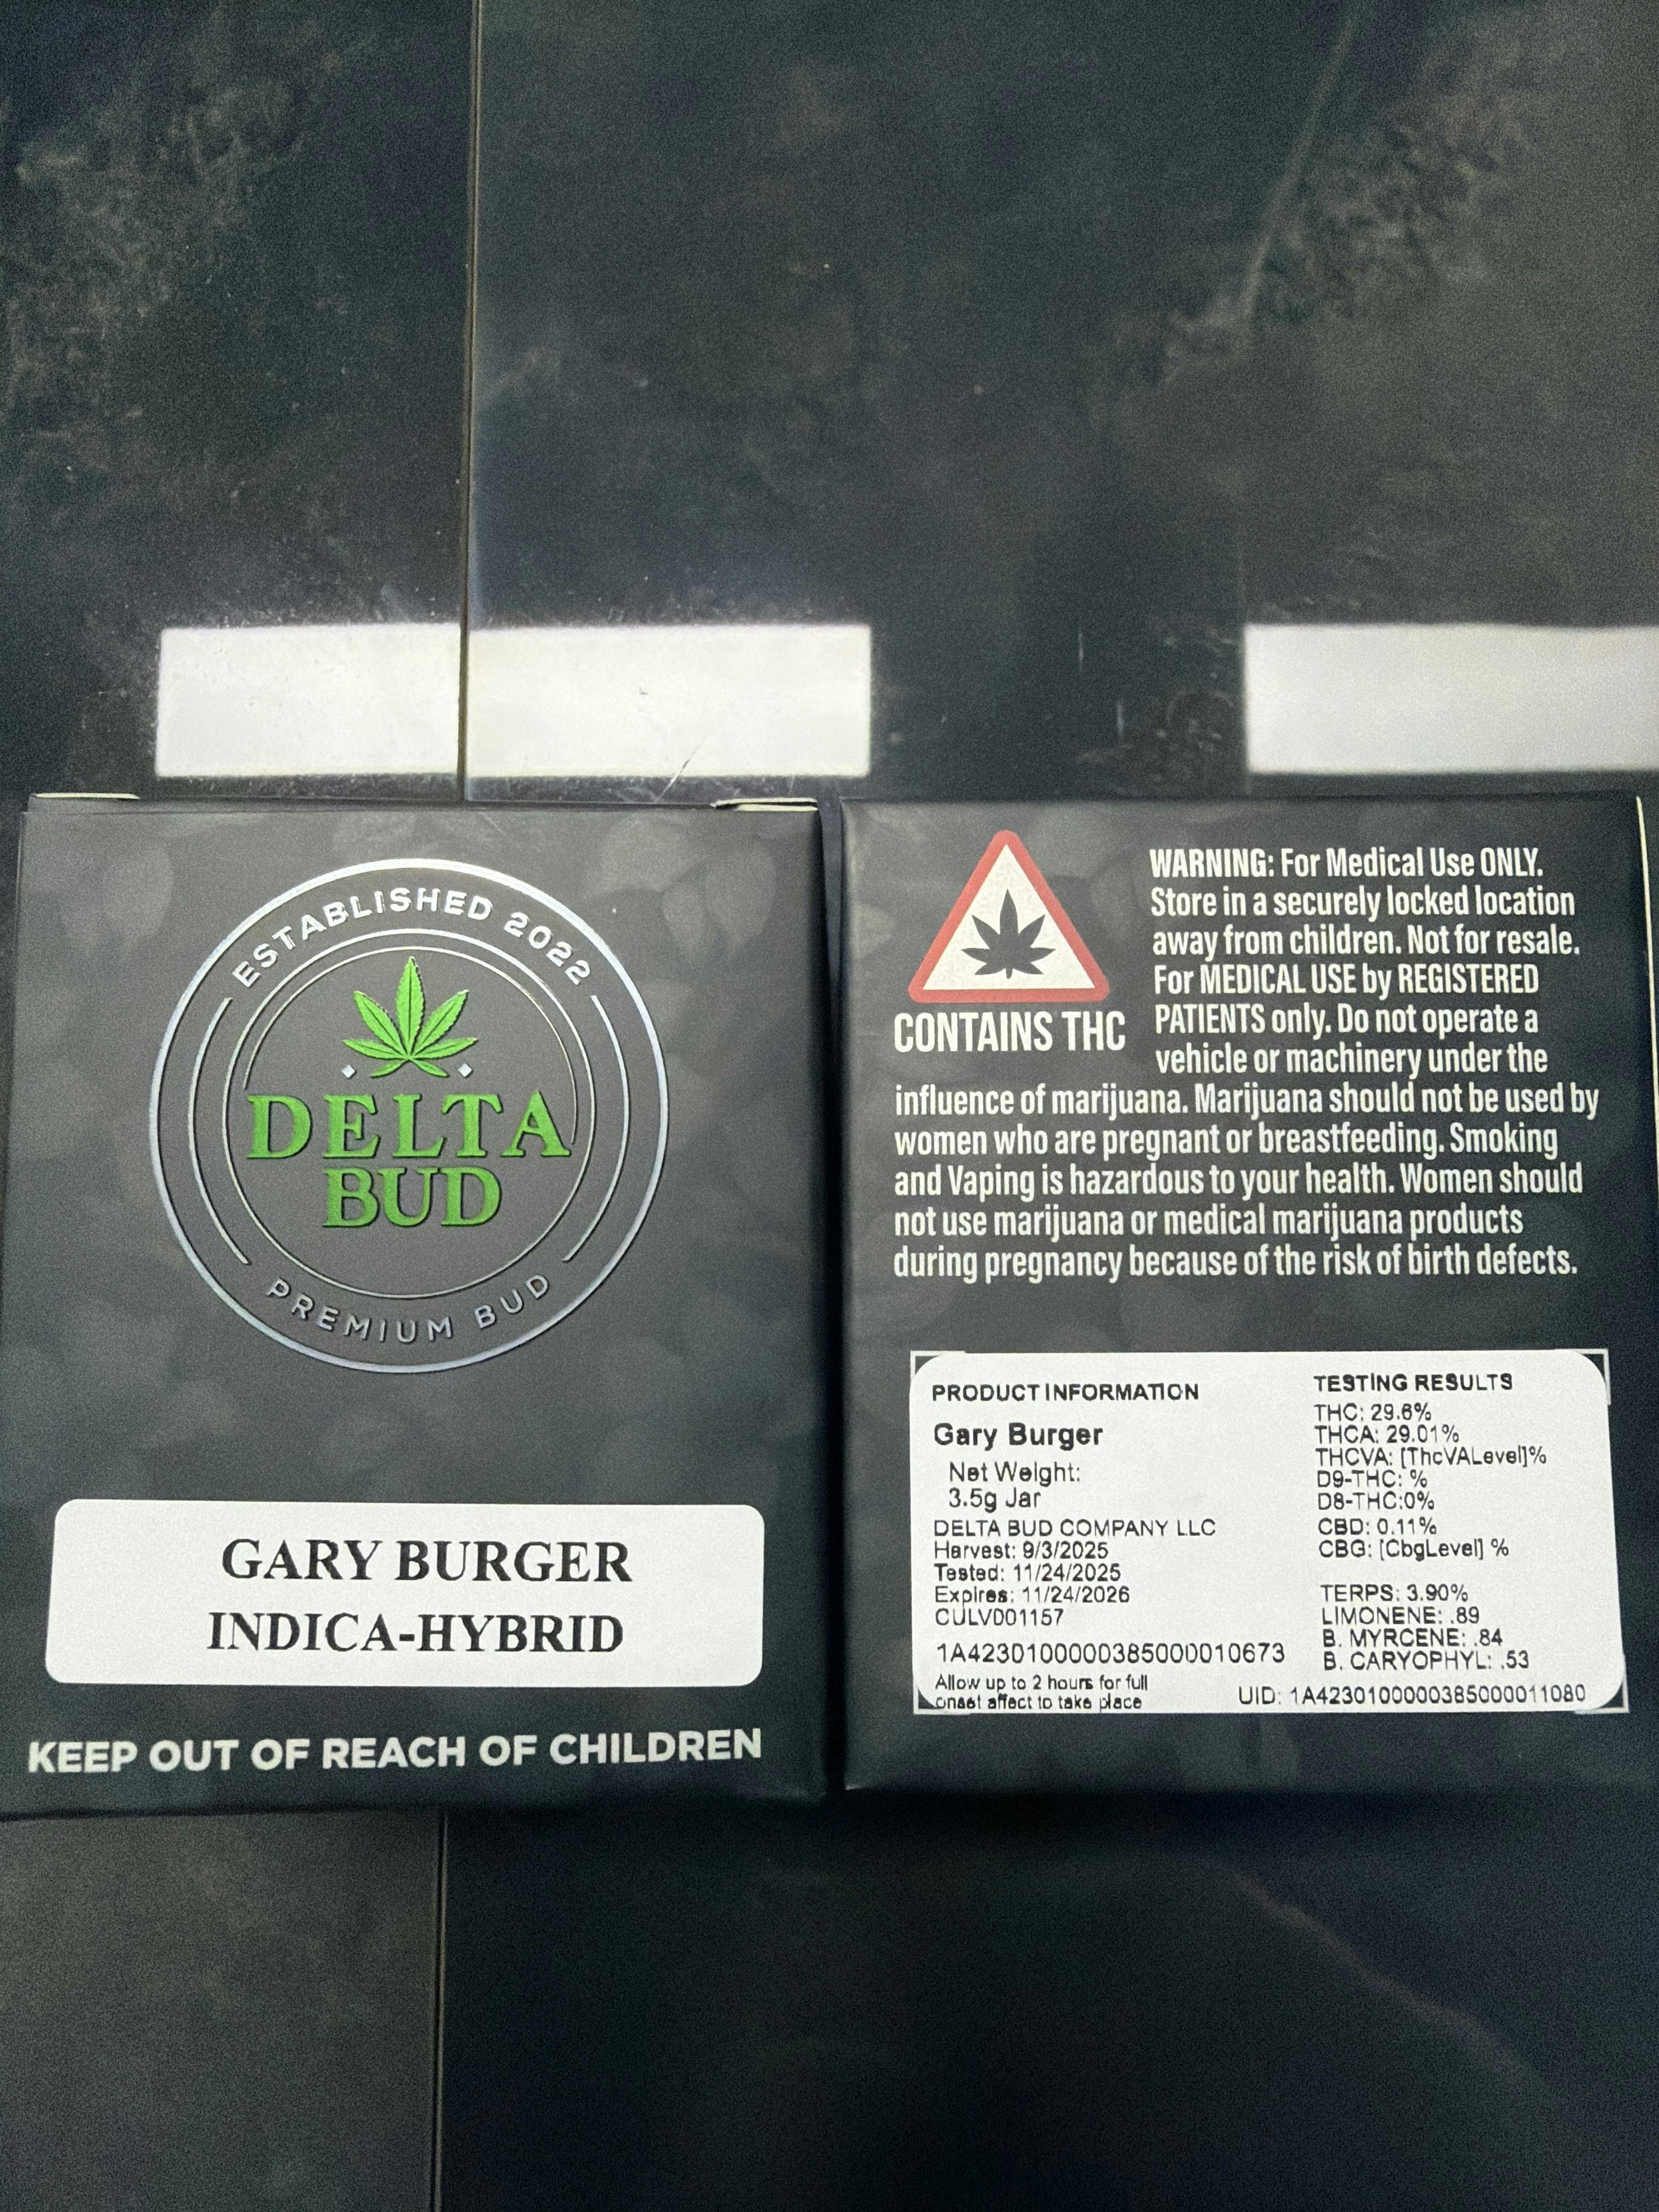 ESTABLISHED 2022
DELTA
BUD
PREMIUM BUD
GARY BURGER
INDICA-HYBRID
KEEP OUT OF REACH OF CHILDREN
CONTAINS THC
WARNING: For Medical Use ONLY.
Store in a securely locked location
away from children. Not for resale.
For MEDICAL USE by REGISTERED
PATIENTS only. Do not operate a
vehicle or machinery under the
influence of marijuana. Marijuana should not be used by
women who are pregnant or breastfeeding. Smoking
and Vaping is hazardous to your health. Women should
not use marijuana or medical marijuana products
during pregnancy because of the risk of birth defects.
PRODUCT INFORMATION
Gary Burger
Net Weight:
3.5g Jar
DELTA BUD COMPANY LLC
Harvest: 9/3/2025
Tested: 11/24/2025
Expires: 11/24/2026
CULVD01157
1A4230100000385000010673
Allow up to 2 hours for full
onset affect to take place
TESTING RESULTS
THC: 29.6%
THCA: 29.01%
THCVA: [ThcVALevel]%
D9-THC: %
D8-THC:0%
CBD: 0.11%
CBG: [CbgLevel] %
TERPS: 3.90%
LIMONENE: .89
B. MYRCENE: .84
B. CARYOPHYL: .53
UID: 1A4230100000385000011080